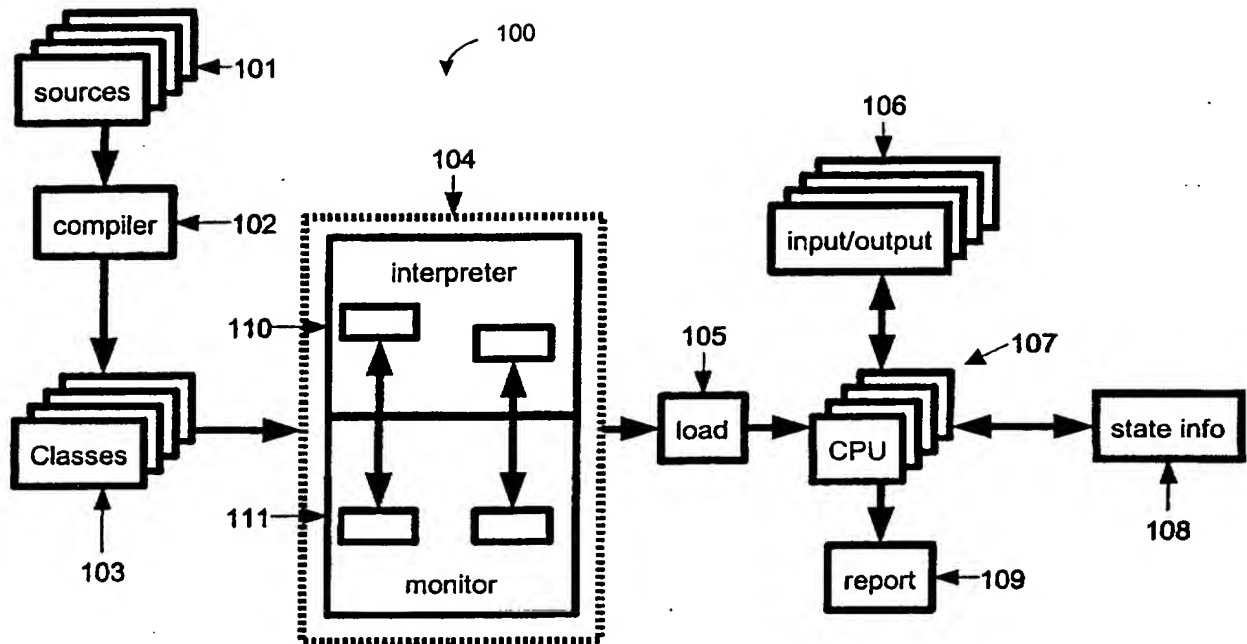 100
sources
101
106
104
compiler
102
input/output
interpreter
110
105
107
load
CPU
state info
Classes
111
108
103
monitor
report
109